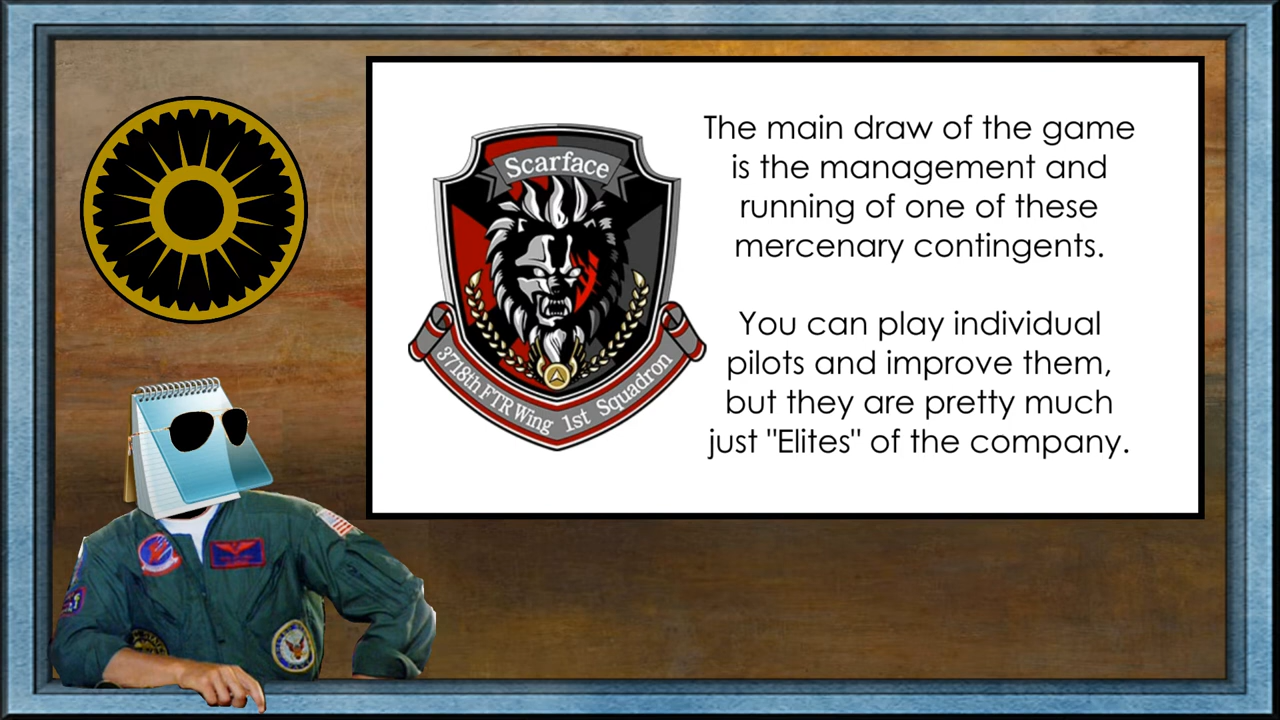 Scarface
3718th FTR Wing 1st Squadron
The main draw of the game
is the management and
running of one of these
mercenary contingents.
You can play individual
pilots and improve them,
but they are pretty much
just "Elites" of the company.